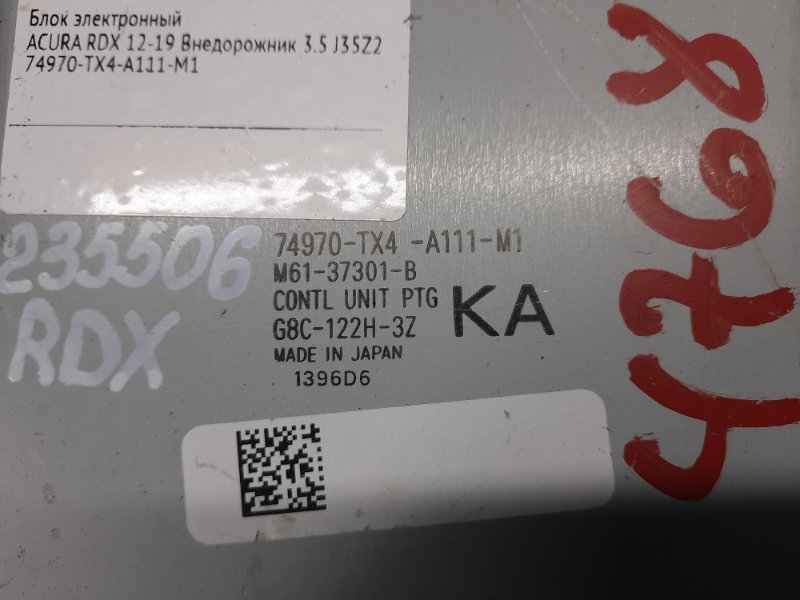 Блок электронный
ACURA RDX 12-19 Внедорожник 3.5 J35Z2
74970-TX4-A111-M1
235506
RDX
74970-TX4 -A111-M1
M61-37301-B
CONTL UNIT PTG
G8C-122H-3Z
KA
MADE IN JAPAN
1396D6
4768